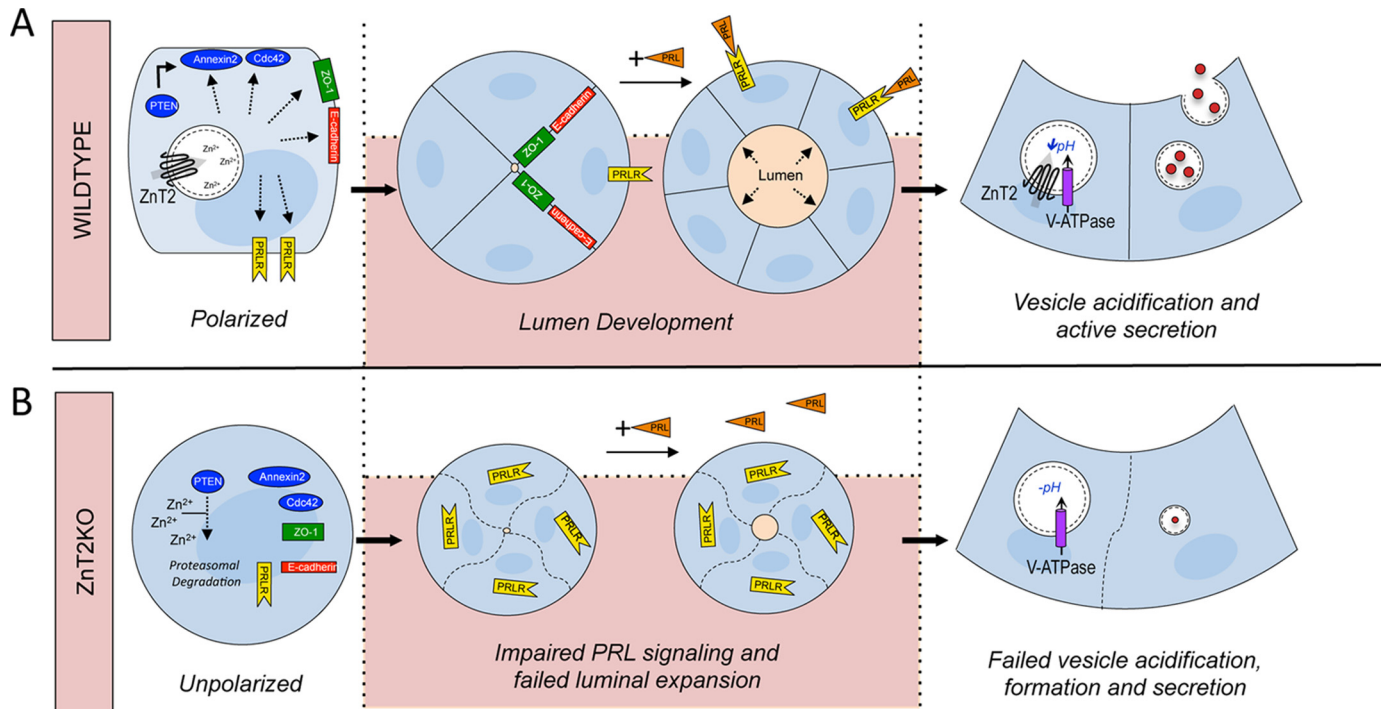 A
WILDTYPE
Annexin2
Cdc42
PTEN
ZO-1
E-cadherin
Zn²⁺
Zn²⁺
Zn²⁺
Zn²⁺
ZnT2
PRLR
PRLR
Polarized
E-cadherin
ZO-1
ZO-1
E-cadherin
PRLR
+ PRL
PRL
PRLR
PRL
PRLR
Lumen
Lumen Development
pH
ZnT2
V-ATPase
Vesicle acidification and
active secretion
B
ZnT2KO
PTEN
Annexin2
Cdc42
Zn²⁺
Zn²⁺
Zn²⁺
ZO-1
Proteasomal
Degradation
PRLR
E-cadherin
Unpolarized
PRLR
PRLR
PRLR
PRLR
+ PRL
PRL
PRL
PRLR
PRLR
PRLR
PRLR
Impaired PRL signaling and
failed luminal expansion
-pH
V-ATPase
Failed vesicle acidification,
formation and secretion